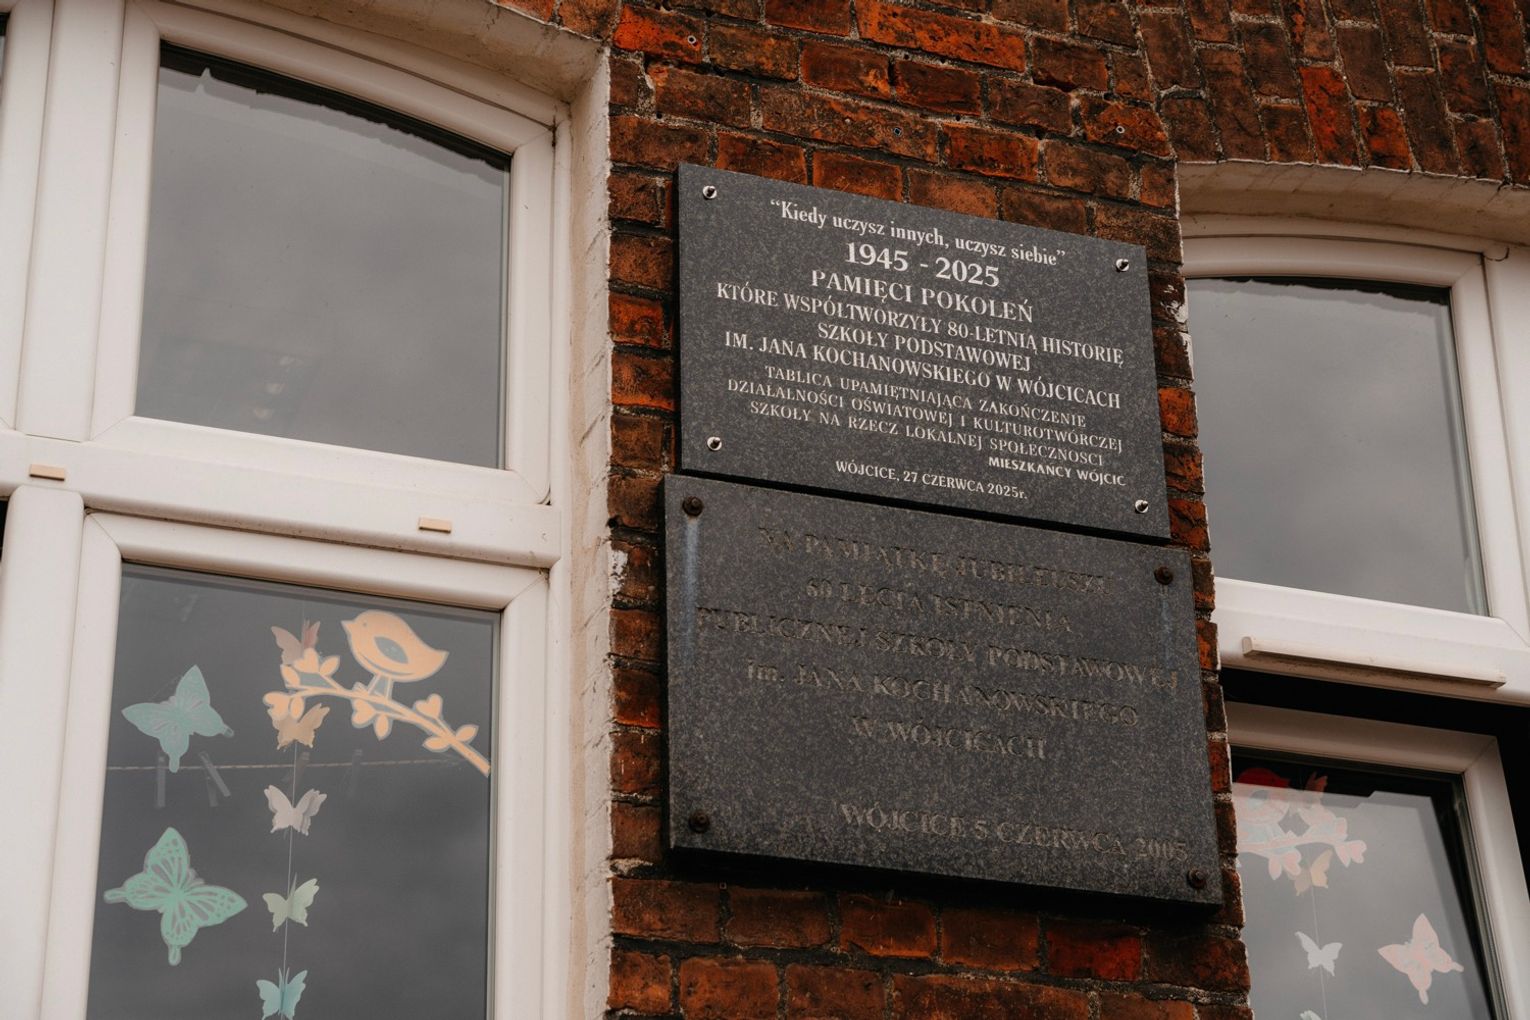 “Kiedy uczysz innych, uczysz siebie”
1945 - 2025
PAMIĘCI POKOLEŃ
KTÓRE WSPÓŁTWORZYŁY 80-LETNIĄ HISTORIĘ
SZKOŁY PODSTAWOWEJ
IM. JANA KOCHANOWSKIEGO W WÓJCICACH
TABLICA UPAMIĘTNIAJĄCA ZAKOŃCZENIE
DZIAŁALNOŚCI OŚWIATOWEJ I KULTUROTWÓRCZEJ
SZKOŁY NA RZECZ LOKALNEJ SPOŁECZNOŚCI
MIESZKAŃCY WÓJCIC
WÓJCICE, 27 CZERWCA 2025r.
NA PAMIĄTKĘ JUBILEUSZU
60 LECIA ISTNIENIA
PUBLICZNEJ SZKOŁY PODSTAWOWEJ
im. JANA KOCHANOWSKIEGO
W WÓJCICACH
WÓJCICE 5 CZERWCA 2005